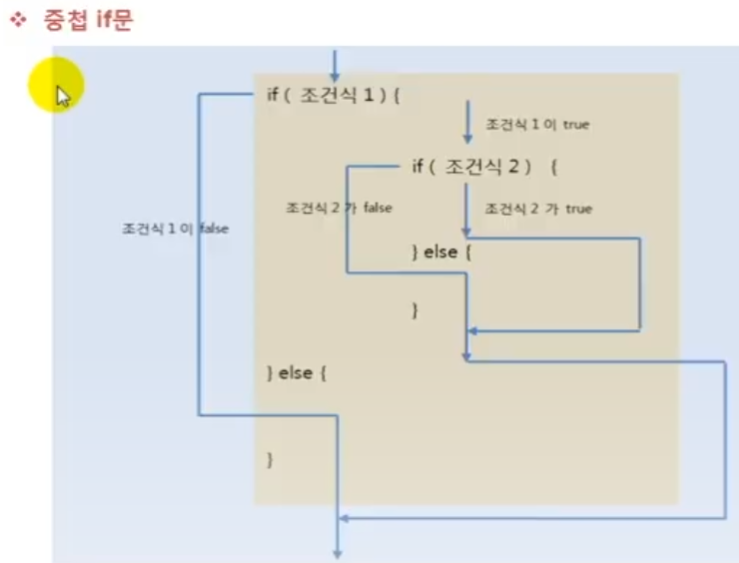 ❖ 중첩 if문
if ( 조건식 1 ) {
조건식 1 이 true
if ( 조건식 2 ) {
조건식 2 가 false
조건식 2 가 true
조건식 1 이 false
} else {
}
} else {
}